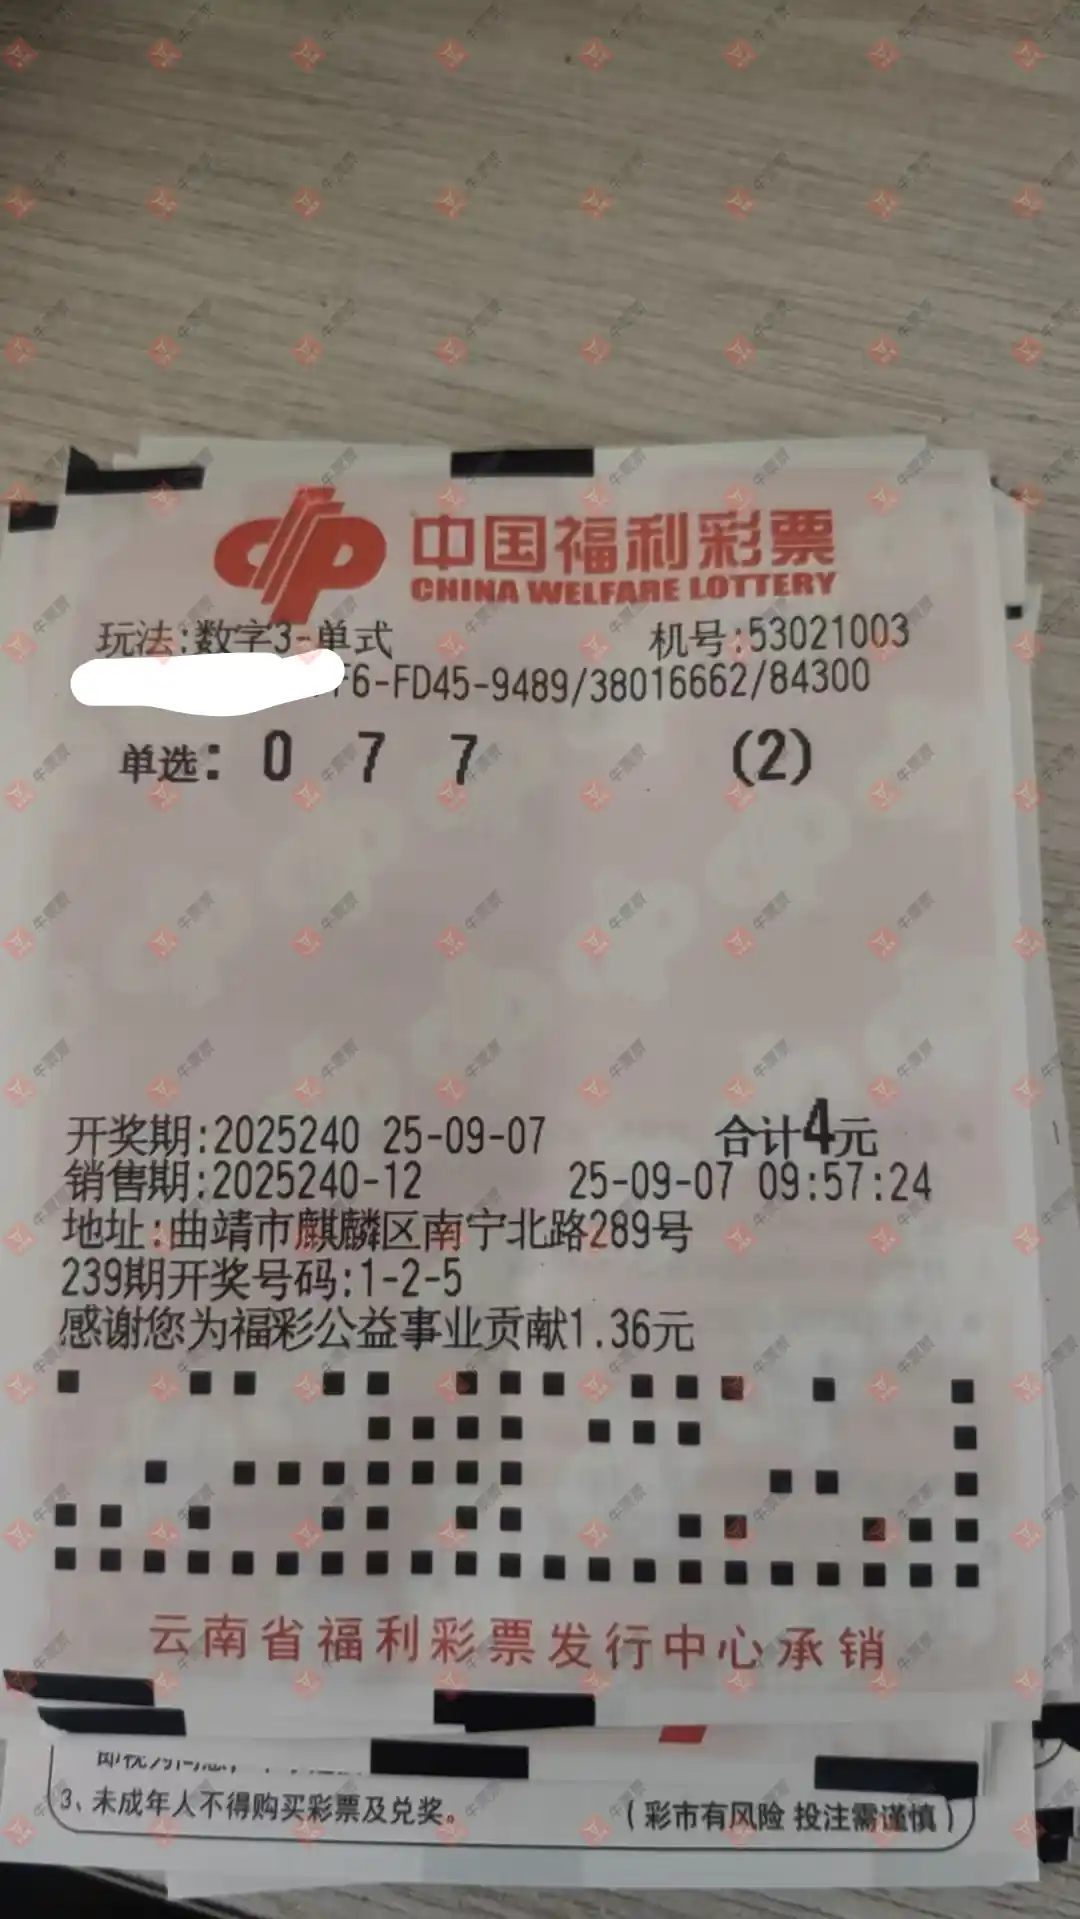 中国福利彩票
CHINA WELFARE LOTTERY
玩法:数字3-单式 机号:53021003
F6-FD45-9489/38016662/84300
单选: 0 7 7 (2)
开奖期:2025240 25-09-07 合计4元
销售期:2025240-12 25-09-07 09:57:24
地址:曲靖市麒麟区南宁北路289号
239期开奖号码:1-2-5
感谢您为福彩公益事业贡献1.36元
云南省福利彩票发行中心承销
3、未成年人不得购买彩票及兑奖。 (彩市有风险 投注需谨慎)